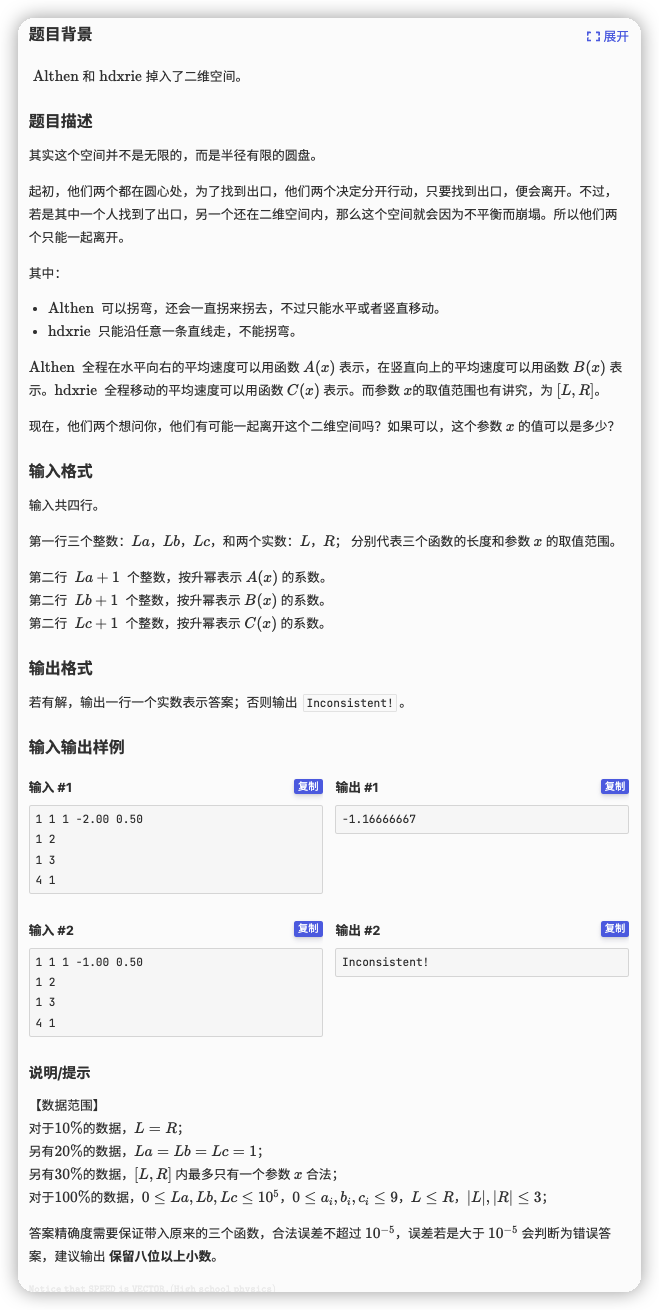 题目背景
展开
Althen 和 hdxrie 掉入了二维空间。
题目描述
其实这个空间并不是无限的，而是半径有限的圆盘。
起初，他们两个都在圆心处，为了找到出口，他们两个决定分开行动，只要找到出口，便会离开。不过，
若是其中一个人找到了出口，另一个还在二维空间内，那么这个空间就会因为不平衡而崩塌。所以他们两
个只能一起离开。
其中：
• Althen 可以拐弯，还会一直拐来拐去，不过只能水平或者竖直移动。
• hdxrie 只能沿任意一条直线走，不能拐弯。
Althen 全程在水平向右的平均速度可以用函数 A(x) 表示，在竖直向上的平均速度可以用函数 B(x) 表
示。hdxrie 全程移动的平均速度可以用函数 C(x) 表示。而参数 x的取值范围也有讲究，为 [L, R]。
现在，他们两个想问你，他们有可能一起离开这个二维空间吗？如果可以，这个参数 x 的值可以是多少？
输入格式
输入共四行。
第一行三个整数：La，Lb，Lc，和两个实数：L，R； 分别代表三个函数的长度和参数 x 的取值范围。
第二行 La + 1 个整数，按升幂表示 A(x) 的系数。
第二行 Lb + 1 个整数，按升幂表示 B(x) 的系数。
第二行 Lc + 1 个整数，按升幂表示 C(x) 的系数。
输出格式
若有解，输出一行一个实数表示答案；否则输出 Inconsistent! 。
输入输出样例
输入 #1 复制
1 1 1 -2.00 0.50
1 2
1 3
4 1
输出 #1 复制
-1.16666667
输入 #2 复制
1 1 1 -1.00 0.50
1 2
1 3
4 1
输出 #2 复制
Inconsistent!
说明/提示
【数据范围】
对于10%的数据，L = R；
另有20%的数据，La = Lb = Lc = 1；
另有30%的数据，[L, R] 内最多只有一个参数 x 合法；
对于100%的数据，0 ≤ La, Lb, Lc ≤ 10⁵，0 ≤ aᵢ, bᵢ, cᵢ ≤ 9，L ≤ R，|L|, |R| ≤ 3；
答案精确度需要保证带入原来的三个函数，合法误差不超过 10⁻⁵，误差若是大于 10⁻⁵ 会判断为错误答
案，建议输出 保留八位以上小数。
Notice that SPEED is VECTOR.(High school physics)